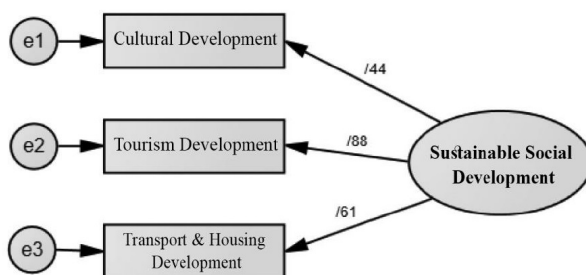 e1
Cultural Development
/44
e2
Tourism Development
/88
Sustainable Social
Development
/61
e3
Transport & Housing
Development